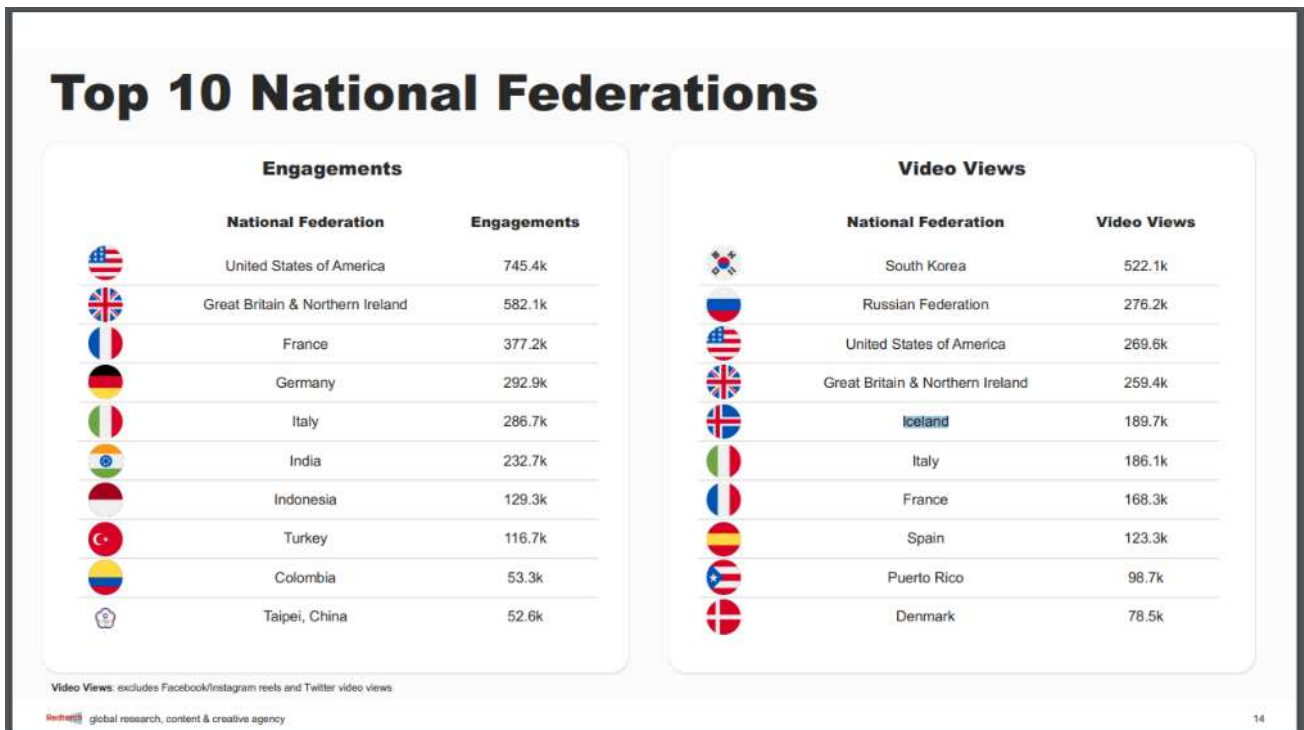 Top 10 National Federations
Engagements
National Federation Engagements
United States of America 745.4k
Great Britain & Northern Ireland 582.1k
France 377.2k
Germany 292.9k
Italy 286.7k
India 232.7k
Indonesia 129.3k
Turkey 116.7k
Colombia 53.3k
Taipei, China 52.6k
Video Views
National Federation Video Views
South Korea 522.1k
Russian Federation 276.2k
United States of America 269.6k
Great Britain & Northern Ireland 259.4k
Iceland 189.7k
Italy 186.1k
France 168.3k
Spain 123.3k
Puerto Rico 98.7k
Denmark 78.5k
Video Views: excludes Facebook/Instagram reels and Twitter video views
Redtorch global research, content & creative agency
14